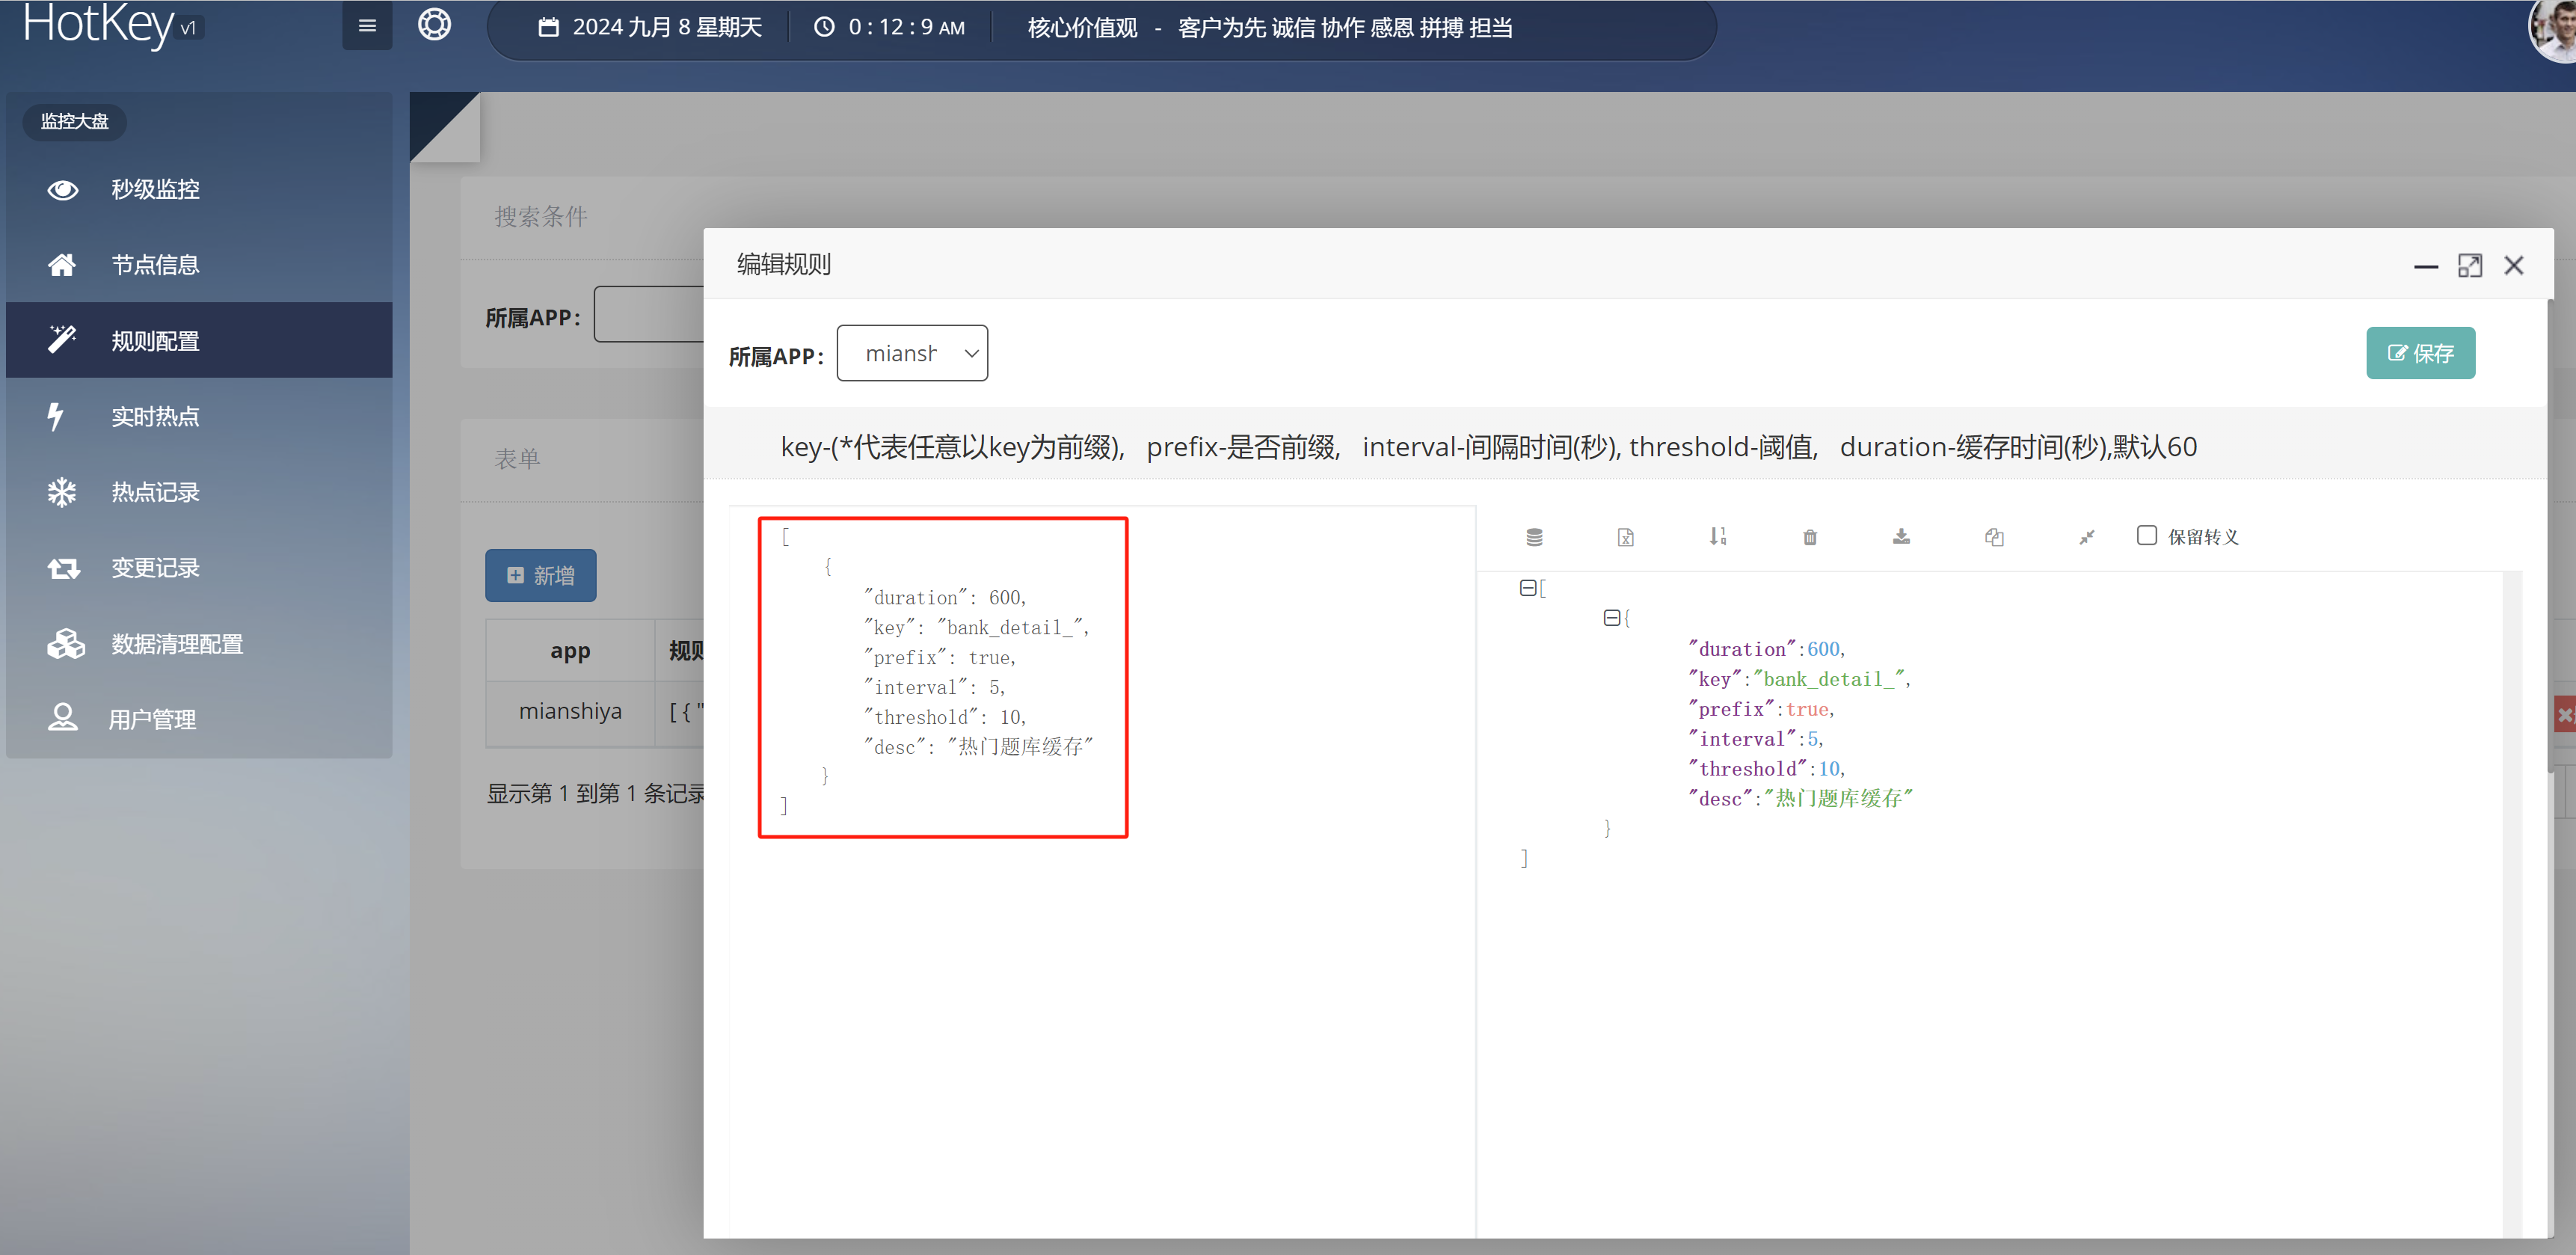 HotKey v1
2024 九月 8 星期天
0 : 12 : 9 AM
核心价值观 - 客户为先 诚信 协作 感恩 拼搏 担当
监控大盘
秒级监控
节点信息
规则配置
实时热点
热点记录
变更记录
数据清理配置
用户管理
搜索条件
所属APP：
表单
新增
app
mianshiya
[ { "
显示第 1 到第 1 条记录
编辑规则
所属APP：
miansh
保存
key-(*代表任意以key为前缀), prefix-是否前缀, interval-间隔时间(秒), threshold-阈值, duration-缓存时间(秒),默认60
[
{
"duration": 600,
"key": "bank_detail_",
"prefix": true,
"interval": 5,
"threshold": 10,
"desc": "热门题库缓存"
}
]
保留转义
[
{
"duration":600,
"key":"bank_detail_",
"prefix":true,
"interval":5,
"threshold":10,
"desc":"热门题库缓存"
}
]